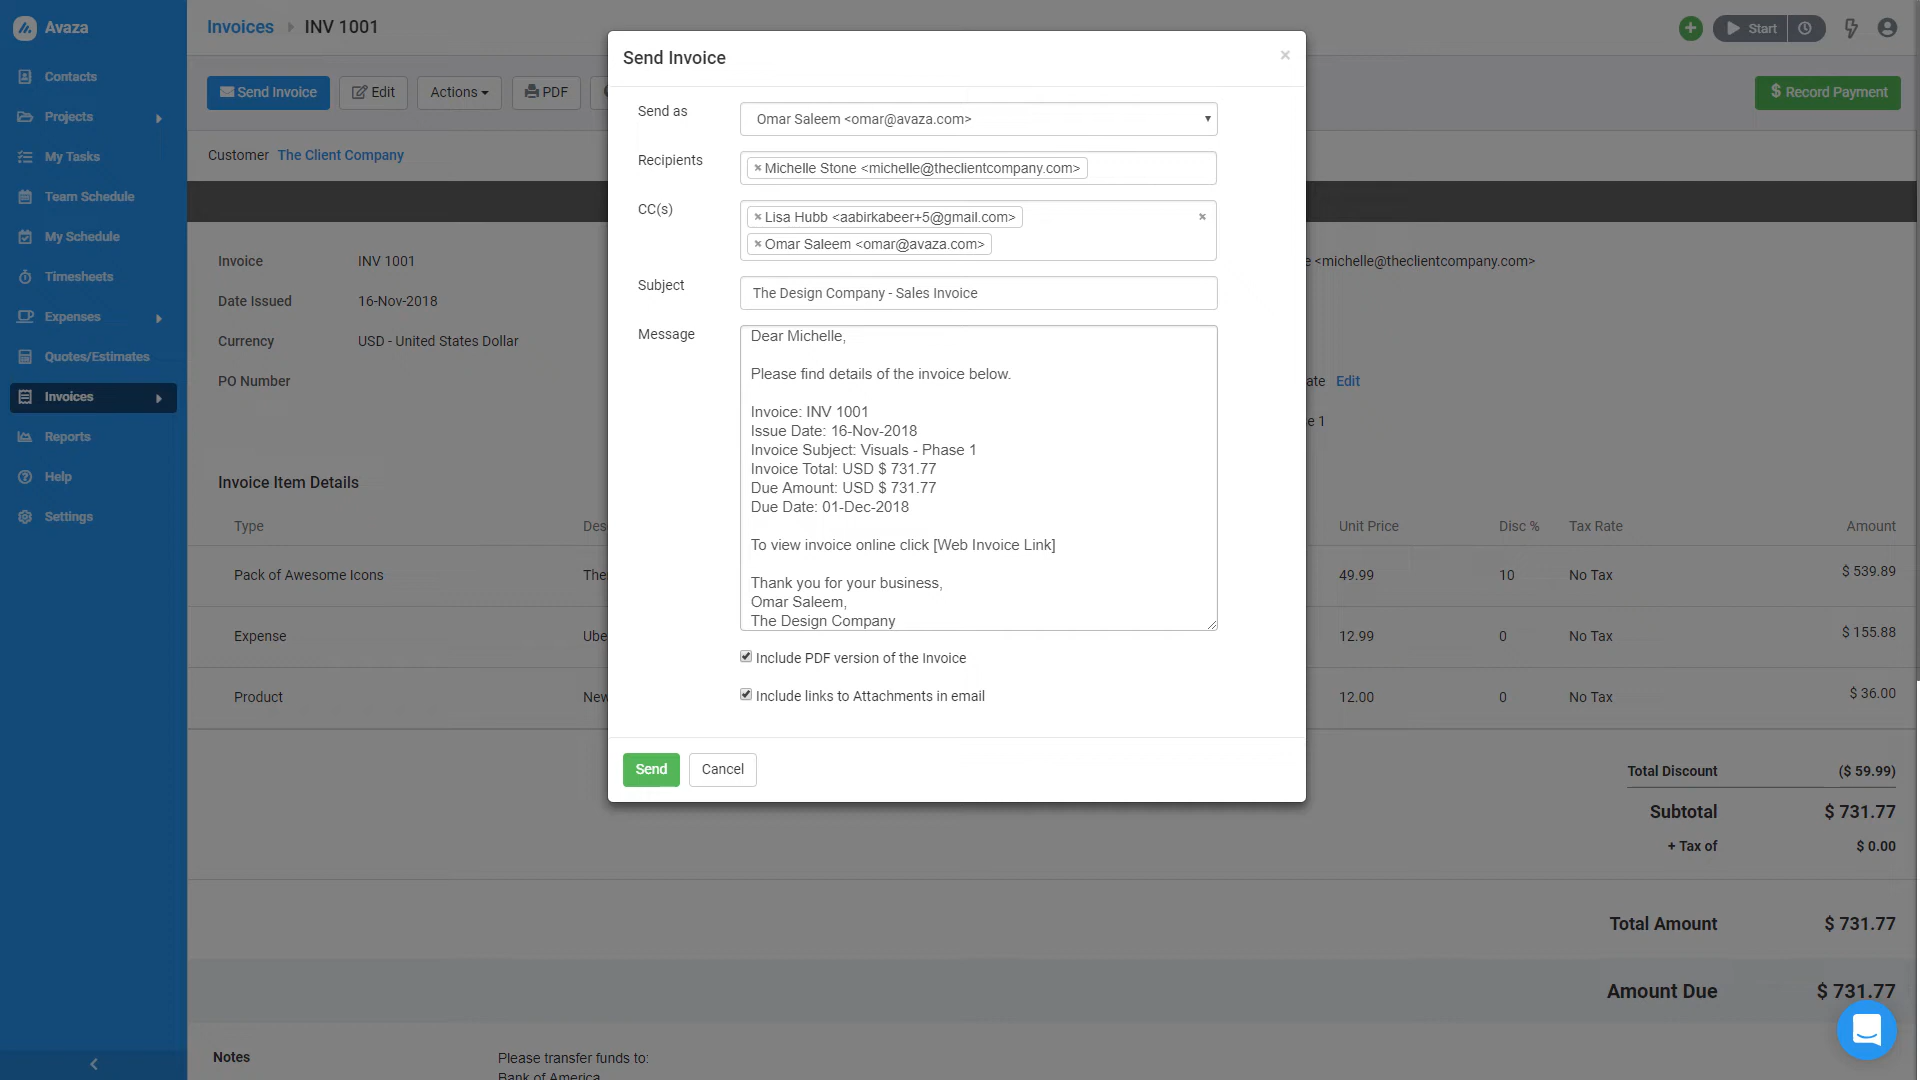 Avaza
Contacts
Projects
My Tasks
Team Schedule
My Schedule
Timesheets
Expenses
Quotes/Estimates
Invoices
Reports
Help
Settings
Invoices INV 1001
Start
Send Invoice Edit Actions PDF
$ Record Payment
Customer The Client Company
Invoice INV 1001
Date Issued 16-Nov-2018
Currency USD - United States Dollar
PO Number
<michelle@theclientcompany.com>
Edit
1
Send Invoice
×
Send as Omar Saleem <omar@avaza.com>
Recipients × Michelle Stone <michelle@theclientcompany.com>
CC(s) × Lisa Hubb <aabirkabeer+5@gmail.com> ×
× Omar Saleem <omar@avaza.com>
Subject The Design Company - Sales Invoice
Message
Dear Michelle,
Please find details of the invoice below.
Invoice: INV 1001
Issue Date: 16-Nov-2018
Invoice Subject: Visuals - Phase 1
Invoice Total: USD $ 731.77
Due Amount: USD $ 731.77
Due Date: 01-Dec-2018
To view invoice online click [Web Invoice Link]
Thank you for your business,
Omar Saleem,
The Design Company
Include PDF version of the Invoice
Include links to Attachments in email
Send Cancel
Invoice Item Details
Type Unit Price Disc % Tax Rate Amount
Pack of Awesome Icons 49.99 10 No Tax $ 539.89
Expense 12.99 0 No Tax $ 155.88
Product 12.00 0 No Tax $ 36.00
Total Discount ($ 59.99)
Subtotal $ 731.77
+ Tax of $ 0.00
Total Amount $ 731.77
Amount Due $ 731.77
Notes Please transfer funds to:
Bank of America